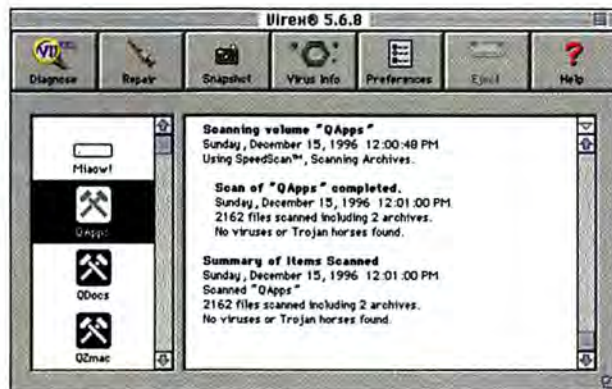 Virex® 5.6.8
Diagnose
Repair
Snapshot
Virus Info
Preferences
Eject
Help
Miaow!
QApps
QDocs
QZmac
Scanning volume "QApps"
Sunday, December 15, 1996 12:00:48 PM
Using SpeedScan™, Scanning Archives.
Scan of "QApps" completed.
Sunday, December 15, 1996 12:01:00 PM
2162 files scanned including 2 archives.
No viruses or Trojan horses found.
Summary of Items Scanned
Sunday, December 15, 1996 12:01:00 PM
Scanned "QApps"
2162 files scanned including 2 archives.
No viruses or Trojan horses found.